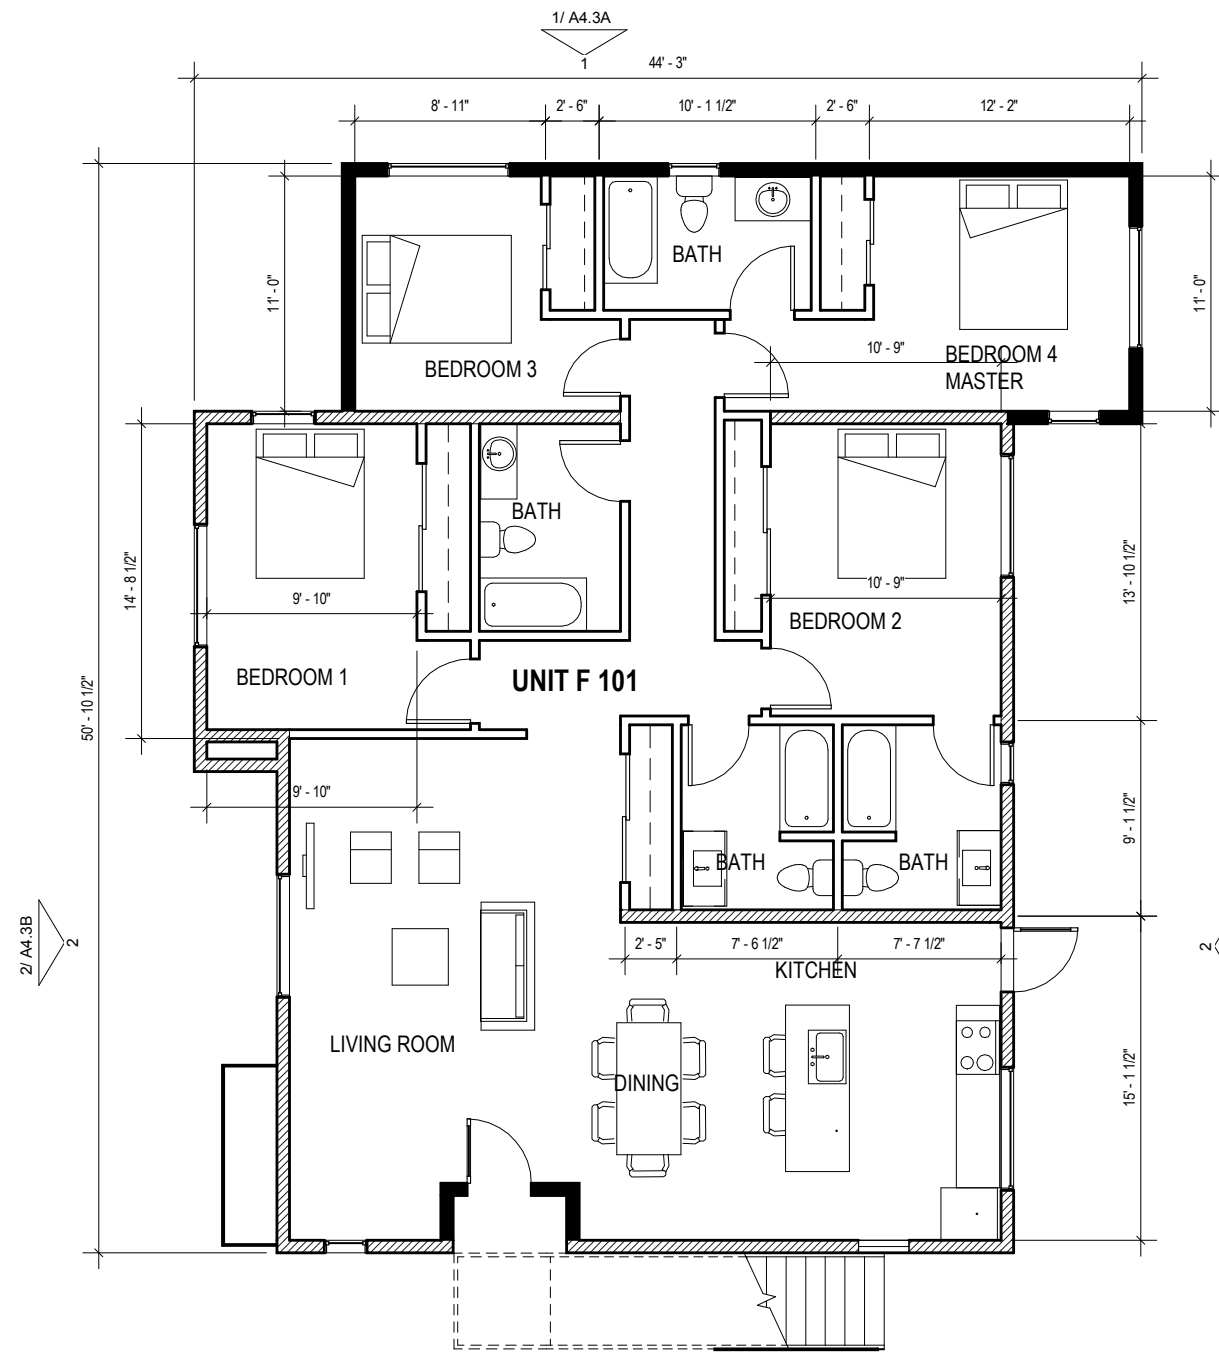 1/ A4.3A
1
44' - 3"
8' - 11"
2' - 6"
10' - 1 1/2"
2' - 6"
12' - 2"
BATH
11' - 0"
11' - 0"
10' - 9"
BEDROOM 3
BEDROOM 4
MASTER
BATH
14' - 8 1/2"
13' - 10 1/2"
9' - 10"
10' - 9"
BEDROOM 2
BEDROOM 1
UNIT F 101
50' - 10 1/2"
9' - 10"
9' - 1 1/2"
BATH
BATH
2/ A4.3B
2
2' - 5"
7' - 6 1/2"
7' - 7 1/2"
2
KITCHEN
LIVING ROOM
DINING
15' - 1 1/2"